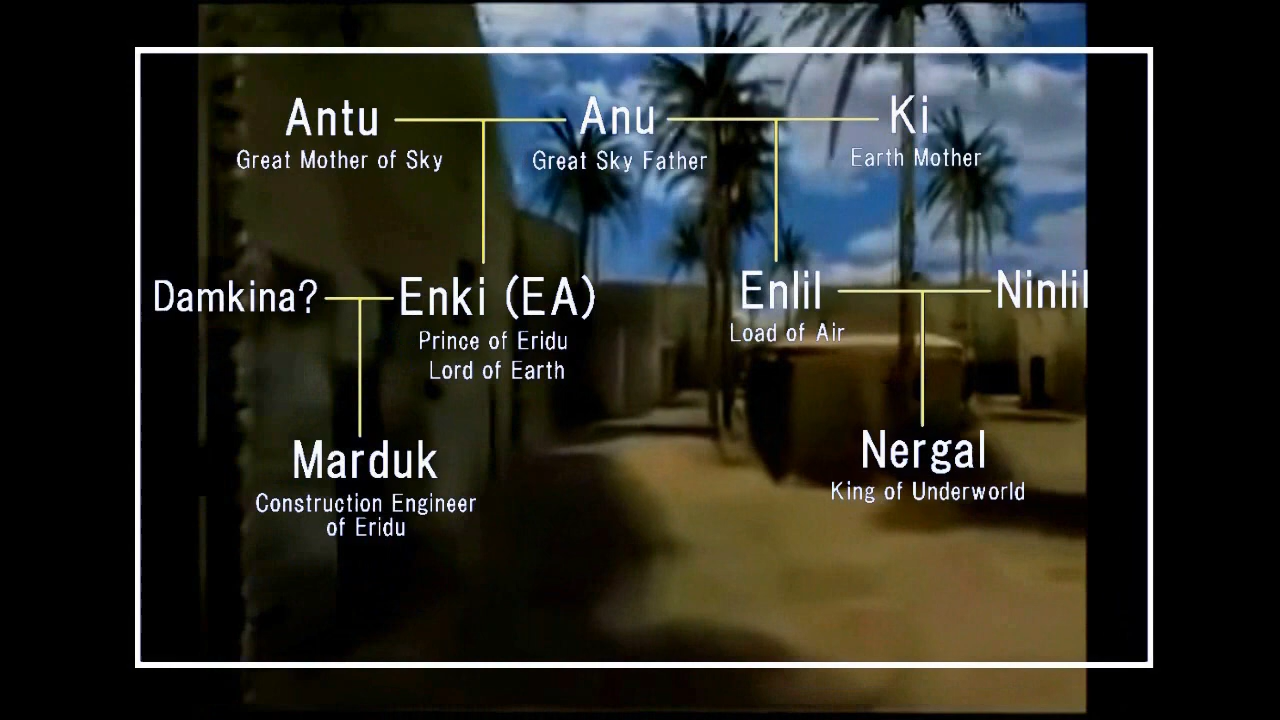 Antu
Great Mother of Sky
Anu
Great Sky Father
Ki
Earth Mother
Damkina?
Enki (EA)
Prince of Eridu
Lord of Earth
Enlil
Load of Air
Ninlil
Marduk
Construction Engineer
of Eridu
Nergal
King of Underworld